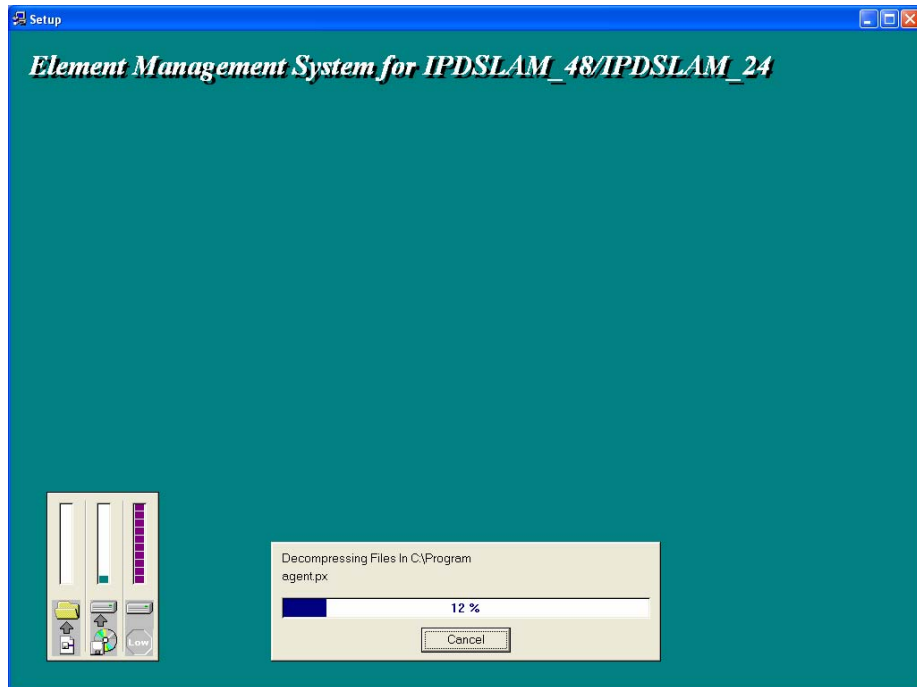 Setup
Element Management System for IPDSLAM_48/IPDSLAM_24
Decompressing Files In C:\Program
agent.px
12 %
Cancel
Low